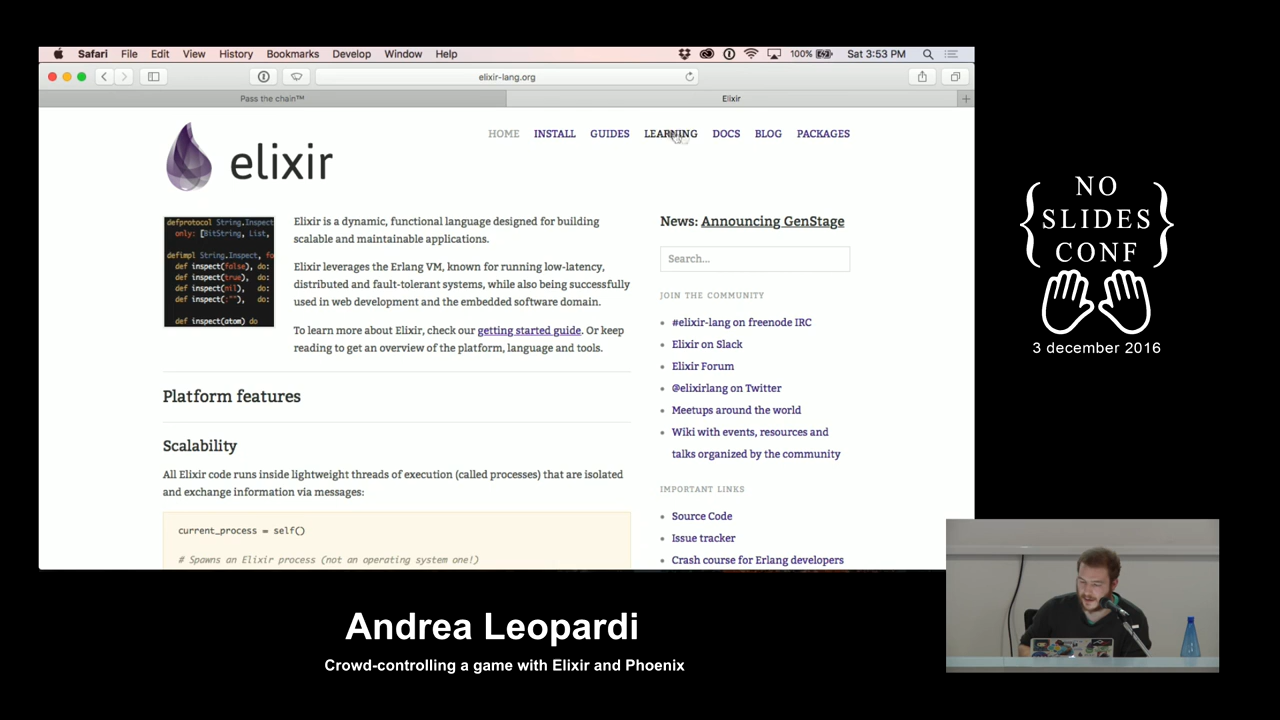 Safari File Edit View History Bookmarks Develop Window Help 100% Sat 3:53 PM
elixir-lang.org
Pass the chain™ Elixir
HOME INSTALL GUIDES LEARNING DOCS BLOG PACKAGES
elixir
defprotocol String.Inspect
only: [BitString, List,
defimpl String.Inspect, fo
def inspect(false), do:
def inspect(true), do:
def inspect(nil), do:
def inspect(:""), do:
def inspect(atom) do
Elixir is a dynamic, functional language designed for building
scalable and maintainable applications.
Elixir leverages the Erlang VM, known for running low-latency,
distributed and fault-tolerant systems, while also being successfully
used in web development and the embedded software domain.
To learn more about Elixir, check our getting started guide. Or keep
reading to get an overview of the platform, language and tools.
Platform features
Scalability
All Elixir code runs inside lightweight threads of execution (called processes) that are isolated
and exchange information via messages:
current_process = self()
# Spawns an Elixir process (not an operating system one!)
News: Announcing GenStage
Search...
JOIN THE COMMUNITY
#elixir-lang on freenode IRC
Elixir on Slack
Elixir Forum
@elixirlang on Twitter
Meetups around the world
Wiki with events, resources and
talks organized by the community
IMPORTANT LINKS
Source Code
Issue tracker
Crash course for Erlang developers
NO
SLIDES
CONF
3 december 2016
Andrea Leopardi
Crowd-controlling a game with Elixir and Phoenix